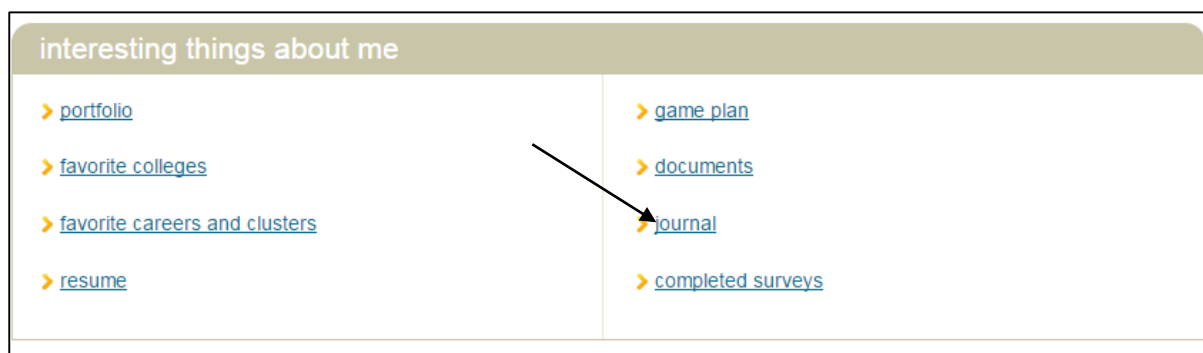 interesting things about me
portfolio
favorite colleges
favorite careers and clusters
resume
game plan
documents
journal
completed surveys